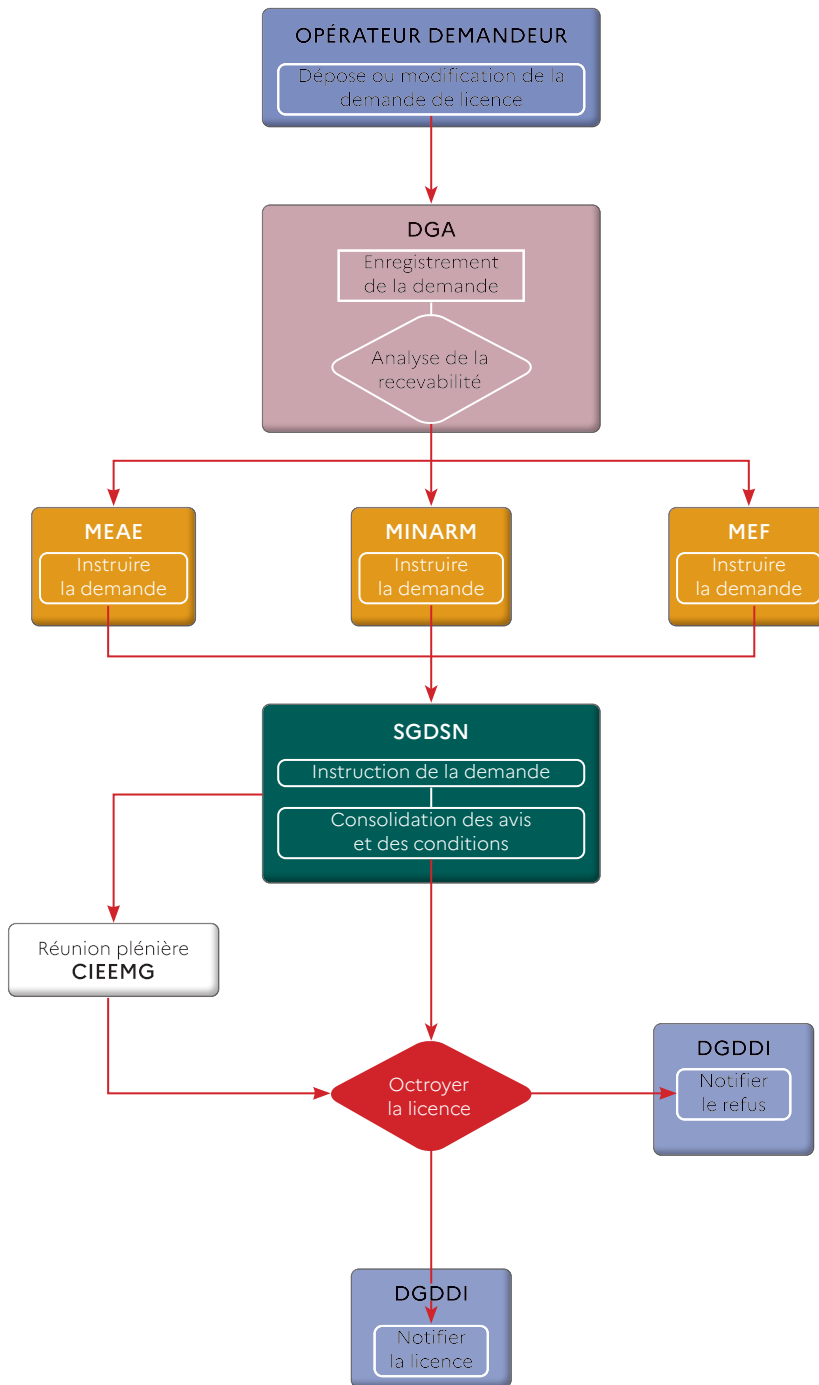 OPÉRATEUR DEMANDEUR
Dépose ou modification de la
demande de licence
DGA
Enregistrement
de la demande
Analyse de la
recevabilité
MEAE
Instruire
la demande
MINARM
Instruire
la demande
MEF
Instruire
la demande
SGDSN
Instruction de la demande
Consolidation des avis
et des conditions
Réunion plénière
CIEEMG
Octroyer
la licence
DGDDI
Notifier
le refus
DGDDI
Notifier
la licence